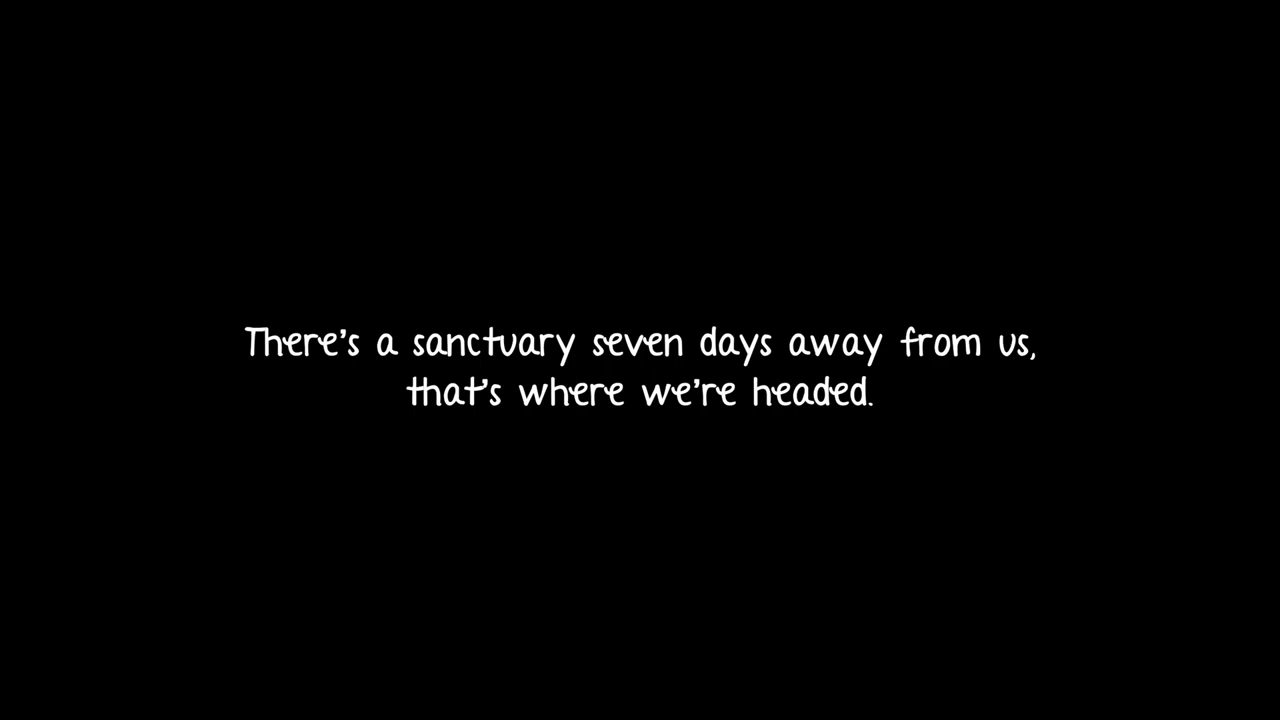 There's a sanctuary seven days away from us,
that's where we're headed.